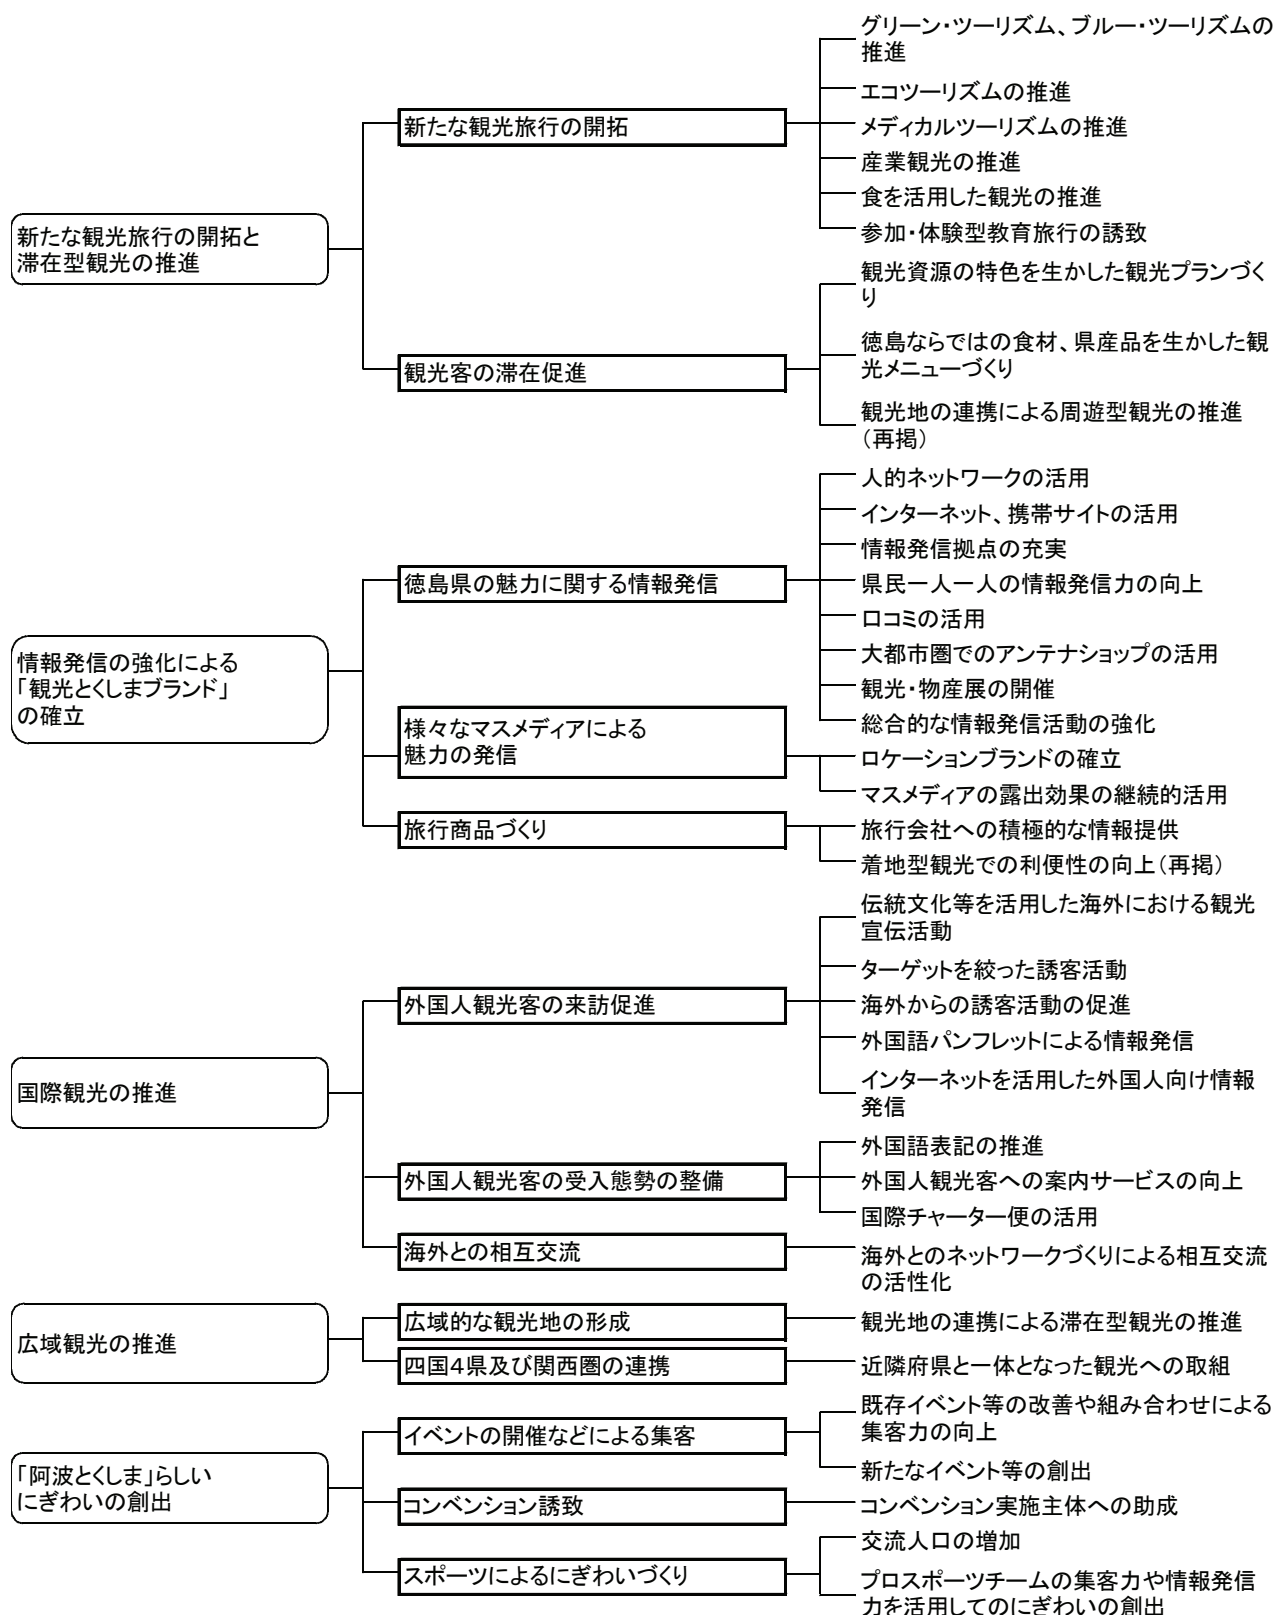 新たな観光旅行の開拓と
滞在型観光の推進
新たな観光旅行の開拓
グリーン・ツーリズム、ブルー・ツーリズムの
推進
エコツーリズムの推進
メディカルツーリズムの推進
産業観光の推進
食を活用した観光の推進
参加・体験型教育旅行の誘致
観光客の滞在促進
観光資源の特色を生かした観光プランづく
り
徳島ならではの食材、県産品を生かした観
光メニューづくり
観光地の連携による周遊型観光の推進
（再掲）
情報発信の強化による
「観光とくしまブランド」
の確立
徳島県の魅力に関する情報発信
人的ネットワークの活用
インターネット、携帯サイトの活用
情報発信拠点の充実
県民一人一人の情報発信力の向上
口コミの活用
大都市圏でのアンテナショップの活用
観光・物産展の開催
総合的な情報発信活動の強化
様々なマスメディアによる
魅力の発信
ロケーションブランドの確立
マスメディアの露出効果の継続的活用
旅行商品づくり
旅行会社への積極的な情報提供
着地型観光での利便性の向上（再掲）
国際観光の推進
外国人観光客の来訪促進
伝統文化等を活用した海外における観光
宣伝活動
ターゲットを絞った誘客活動
海外からの誘客活動の促進
外国語パンフレットによる情報発信
インターネットを活用した外国人向け情報
発信
外国人観光客の受入態勢の整備
外国語表記の推進
外国人観光客への案内サービスの向上
国際チャーター便の活用
海外との相互交流
海外とのネットワークづくりによる相互交流
の活性化
広域観光の推進
広域的な観光地の形成
観光地の連携による滞在型観光の推進
四国４県及び関西圏の連携
近隣府県と一体となった観光への取組
「阿波とくしま」らしい
にぎわいの創出
イベントの開催などによる集客
既存イベント等の改善や組み合わせによる
集客力の向上
新たなイベント等の創出
コンベンション誘致
コンベンション実施主体への助成
スポーツによるにぎわいづくり
交流人口の増加
プロスポーツチームの集客力や情報発信
力を活用してのにぎわいの創出